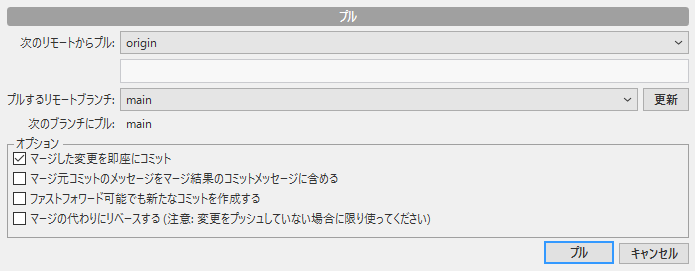 プル
次のリモートからプル: origin
プルするリモートブランチ: main 更新
次のブランチにプル: main
オプション
マージした変更を即座にコミット
マージ元コミットのメッセージをマージ結果のコミットメッセージに含める
ファストフォワード可能でも新たなコミットを作成する
マージの代わりにリベースする (注意: 変更をプッシュしていない場合に限り使ってください)
プル キャンセル